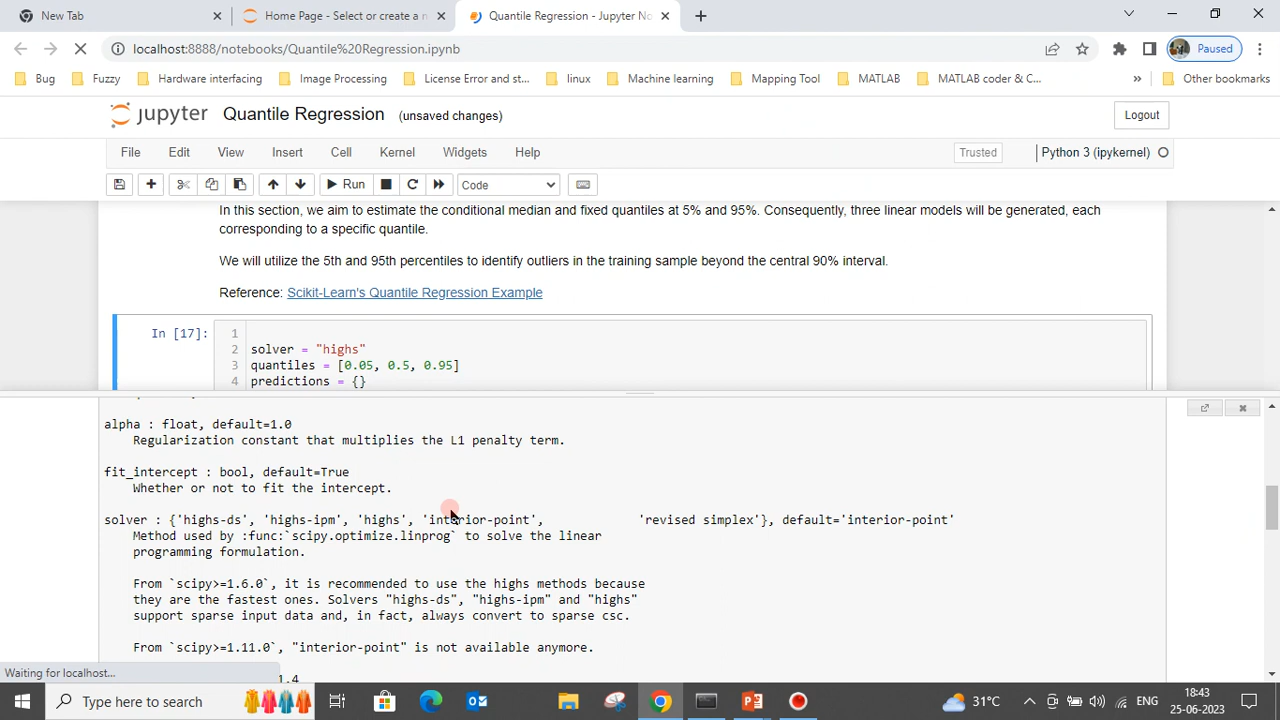 New Tab
Home Page - Select or create a n
Quantile Regression - Jupyter No
localhost:8888/notebooks/Quantile%20Regression.ipynb
Paused
Bug
Fuzzy
Hardware interfacing
Image Processing
License Error and st...
linux
Machine learning
Mapping Tool
MATLAB
MATLAB coder & C...
»
Other bookmarks
jupyter Quantile Regression (unsaved changes)
Logout
File Edit View Insert Cell Kernel Widgets Help
Trusted
Python 3 (ipykernel)
Run
Code
In this section, we aim to estimate the conditional median and fixed quantiles at 5% and 95%. Consequently, three linear models will be generated, each
corresponding to a specific quantile.
We will utilize the 5th and 95th percentiles to identify outliers in the training sample beyond the central 90% interval.
Reference: Scikit-Learn's Quantile Regression Example
In [17]:
1
2 solver = "highs"
3 quantiles = [0.05, 0.5, 0.95]
4 predictions = {}
alpha : float, default=1.0
Regularization constant that multiplies the L1 penalty term.
fit_intercept : bool, default=True
Whether or not to fit the intercept.
solver : {'highs-ds', 'highs-ipm', 'highs', 'interior-point', 'revised simplex'}, default='interior-point'
Method used by :func:`scipy.optimize.linprog` to solve the linear
programming formulation.
From `scipy>=1.6.0`, it is recommended to use the highs methods because
they are the fastest ones. Solvers "highs-ds", "highs-ipm" and "highs"
support sparse input data and, in fact, always convert to sparse csc.
From `scipy>=1.11.0`, "interior-point" is not available anymore.
Waiting for localhost...
1.4
Type here to search
31°C
ENG
18:43
25-06-2023